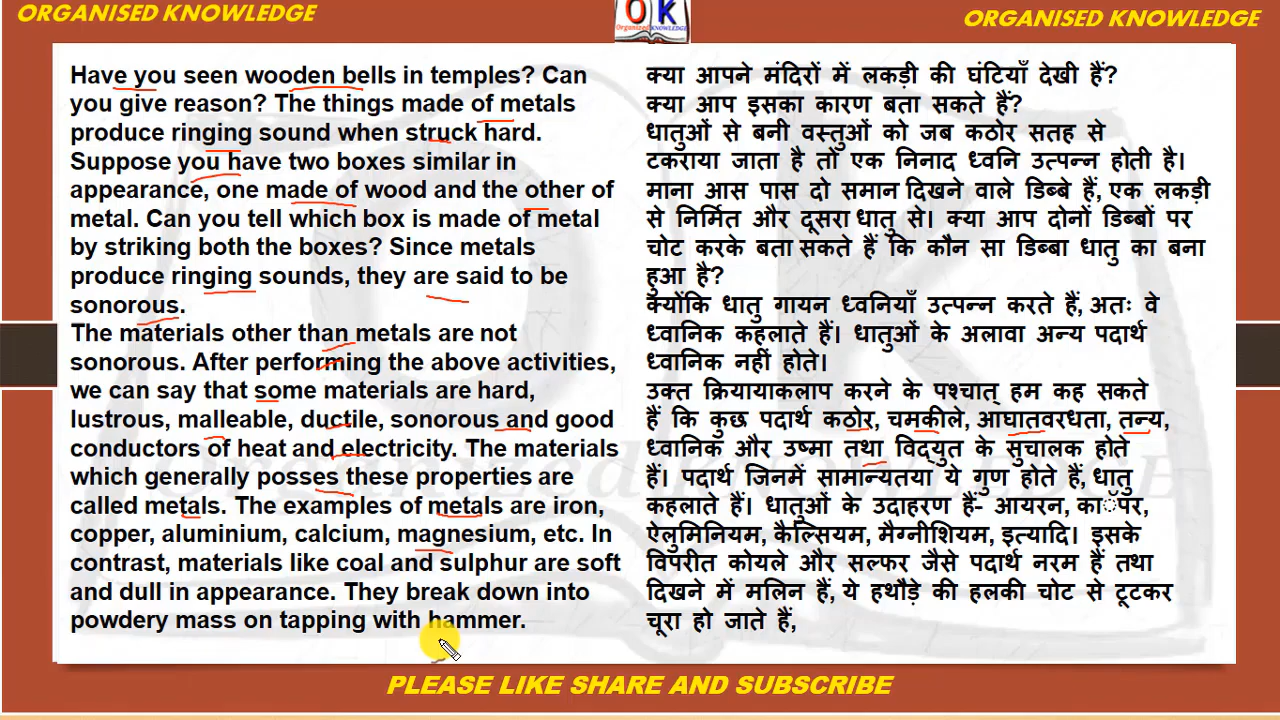 ORGANISED KNOWLEDGE
OK
Organized KNOWLEDGE
ORGANISED KNOWLEDGE
Have you seen wooden bells in temples? Can
you give reason? The things made of metals
produce ringing sound when struck hard.
Suppose you have two boxes similar in
appearance, one made of wood and the other of
metal. Can you tell which box is made of metal
by striking both the boxes? Since metals
produce ringing sounds, they are said to be
sonorous.
The materials other than metals are not
sonorous. After performing the above activities,
we can say that some materials are hard,
lustrous, malleable, ductile, sonorous and good
conductors of heat and electricity. The materials
which generally posses these properties are
called metals. The examples of metals are iron,
copper, aluminium, calcium, magnesium, etc. In
contrast, materials like coal and sulphur are soft
and dull in appearance. They break down into
powdery mass on tapping with hammer.
क्या आपने मंदिरों में लकड़ी की घंटियाँ देखी हैं?
क्या आप इसका कारण बता सकते हैं?
धातुओं से बनी वस्तुओं को जब कठोर सतह से
टकराया जाता है तो एक निनाद ध्वनि उत्पन्न होती है।
माना आस पास दो समान दिखने वाले डिब्बे हैं, एक लकड़ी
से निर्मित और दूसरा धातु से। क्या आप दोनों डिब्बों पर
चोट करके बता सकते हैं कि कौन सा डिब्बा धातु का बना
हुआ है?
क्योंकि धातु गायन ध्वनियाँ उत्पन्न करते हैं, अतः वे
ध्वानिक कहलाते हैं। धातुओं के अलावा अन्य पदार्थ
ध्वानिक नहीं होते।
उक्त क्रियायाकलाप करने के पश्चात् हम कह सकते
हैं कि कुछ पदार्थ कठोर, चमकीले, आघातवरधता, तन्य,
ध्वानिक और उष्मा तथा विद्युत के सुचालक होते
हैं। पदार्थ जिनमें सामान्यतया ये गुण होते हैं, धातु
कहलाते हैं। धातुओं के उदाहरण हैं- आयरन, काॅपर,
ऐलुमिनियम, कैल्सियम, मैग्नीशियम, इत्यादि। इसके
विपरीत कोयले और सल्फर जैसे पदार्थ नरम हैं तथा
दिखने में मलिन हैं, ये हथौड़े की हलकी चोट से टूटकर
चूरा हो जाते हैं,
PLEASE LIKE SHARE AND SUBSCRIBE